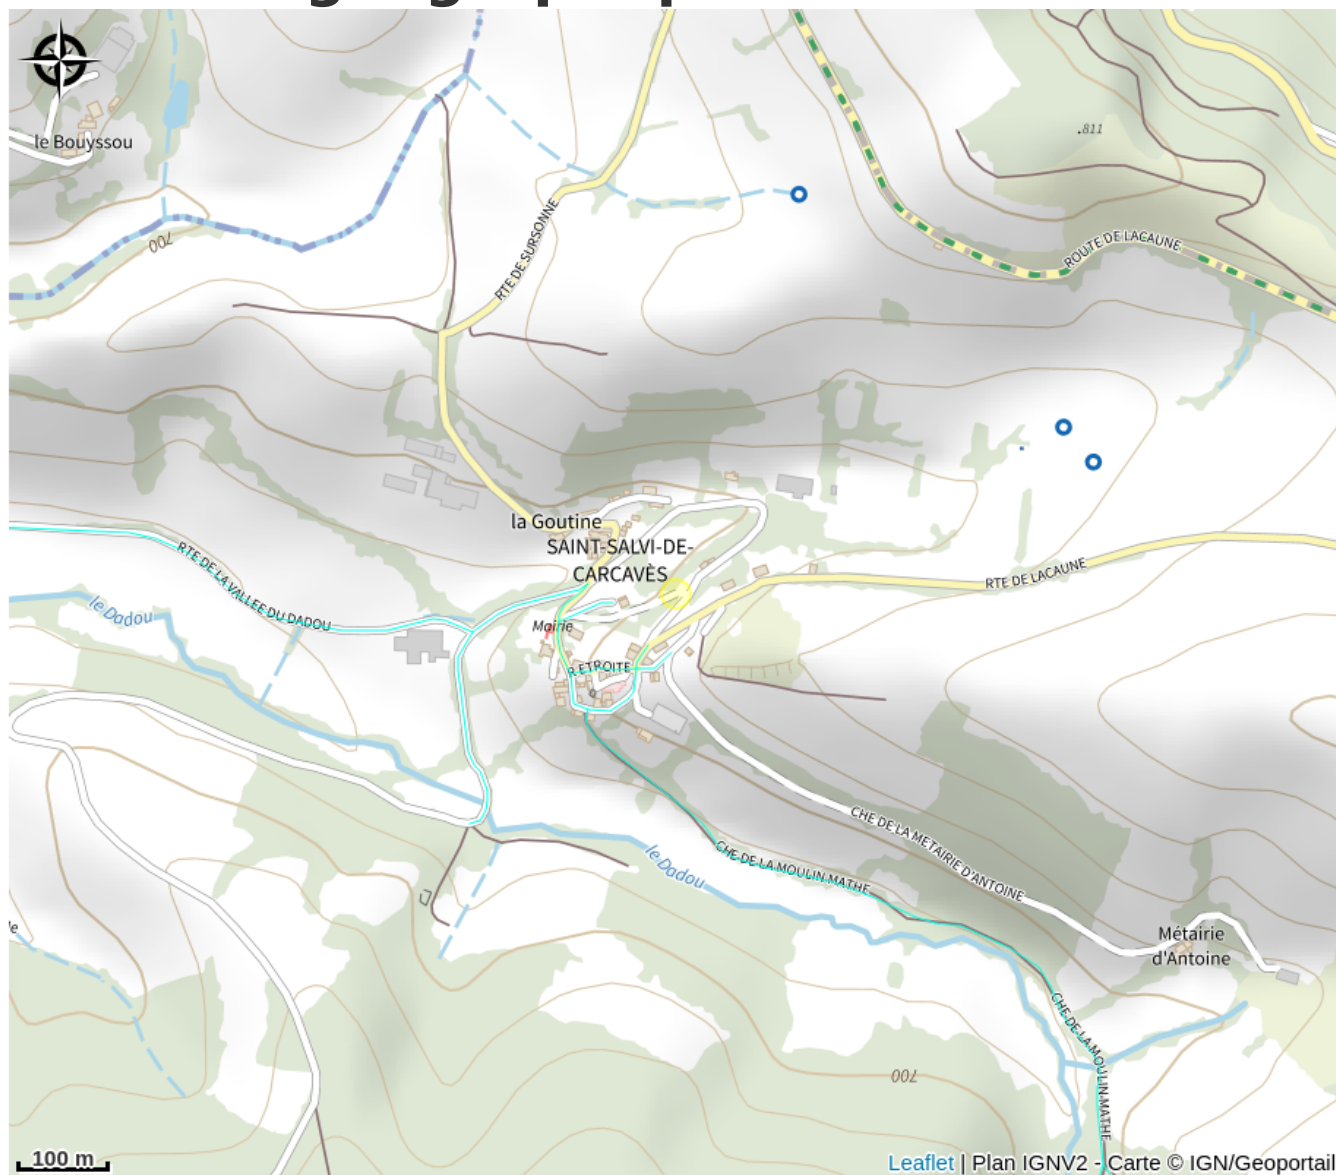 le Bouyssou
.811
700
RTE DE SURSONNE
ROUTE DE LACAUNE
la Goutine
SAINT-SALVI-DE-
CARCAVÈS
RTE DE LACAUNE
RTE DE LA VALLEE DU DADOU
le Dadou
Mairie
R ETROITE
CHE DE LA METAIRIE D'ANTOINE
le Dadou
CHE DE LA MOULIN MATHE
Métairie
d'Antoine
CHE DE LA MOULIN MATHE
700
100 m
Leaflet | Plan IGNV2 - Carte © IGN/Geoportail